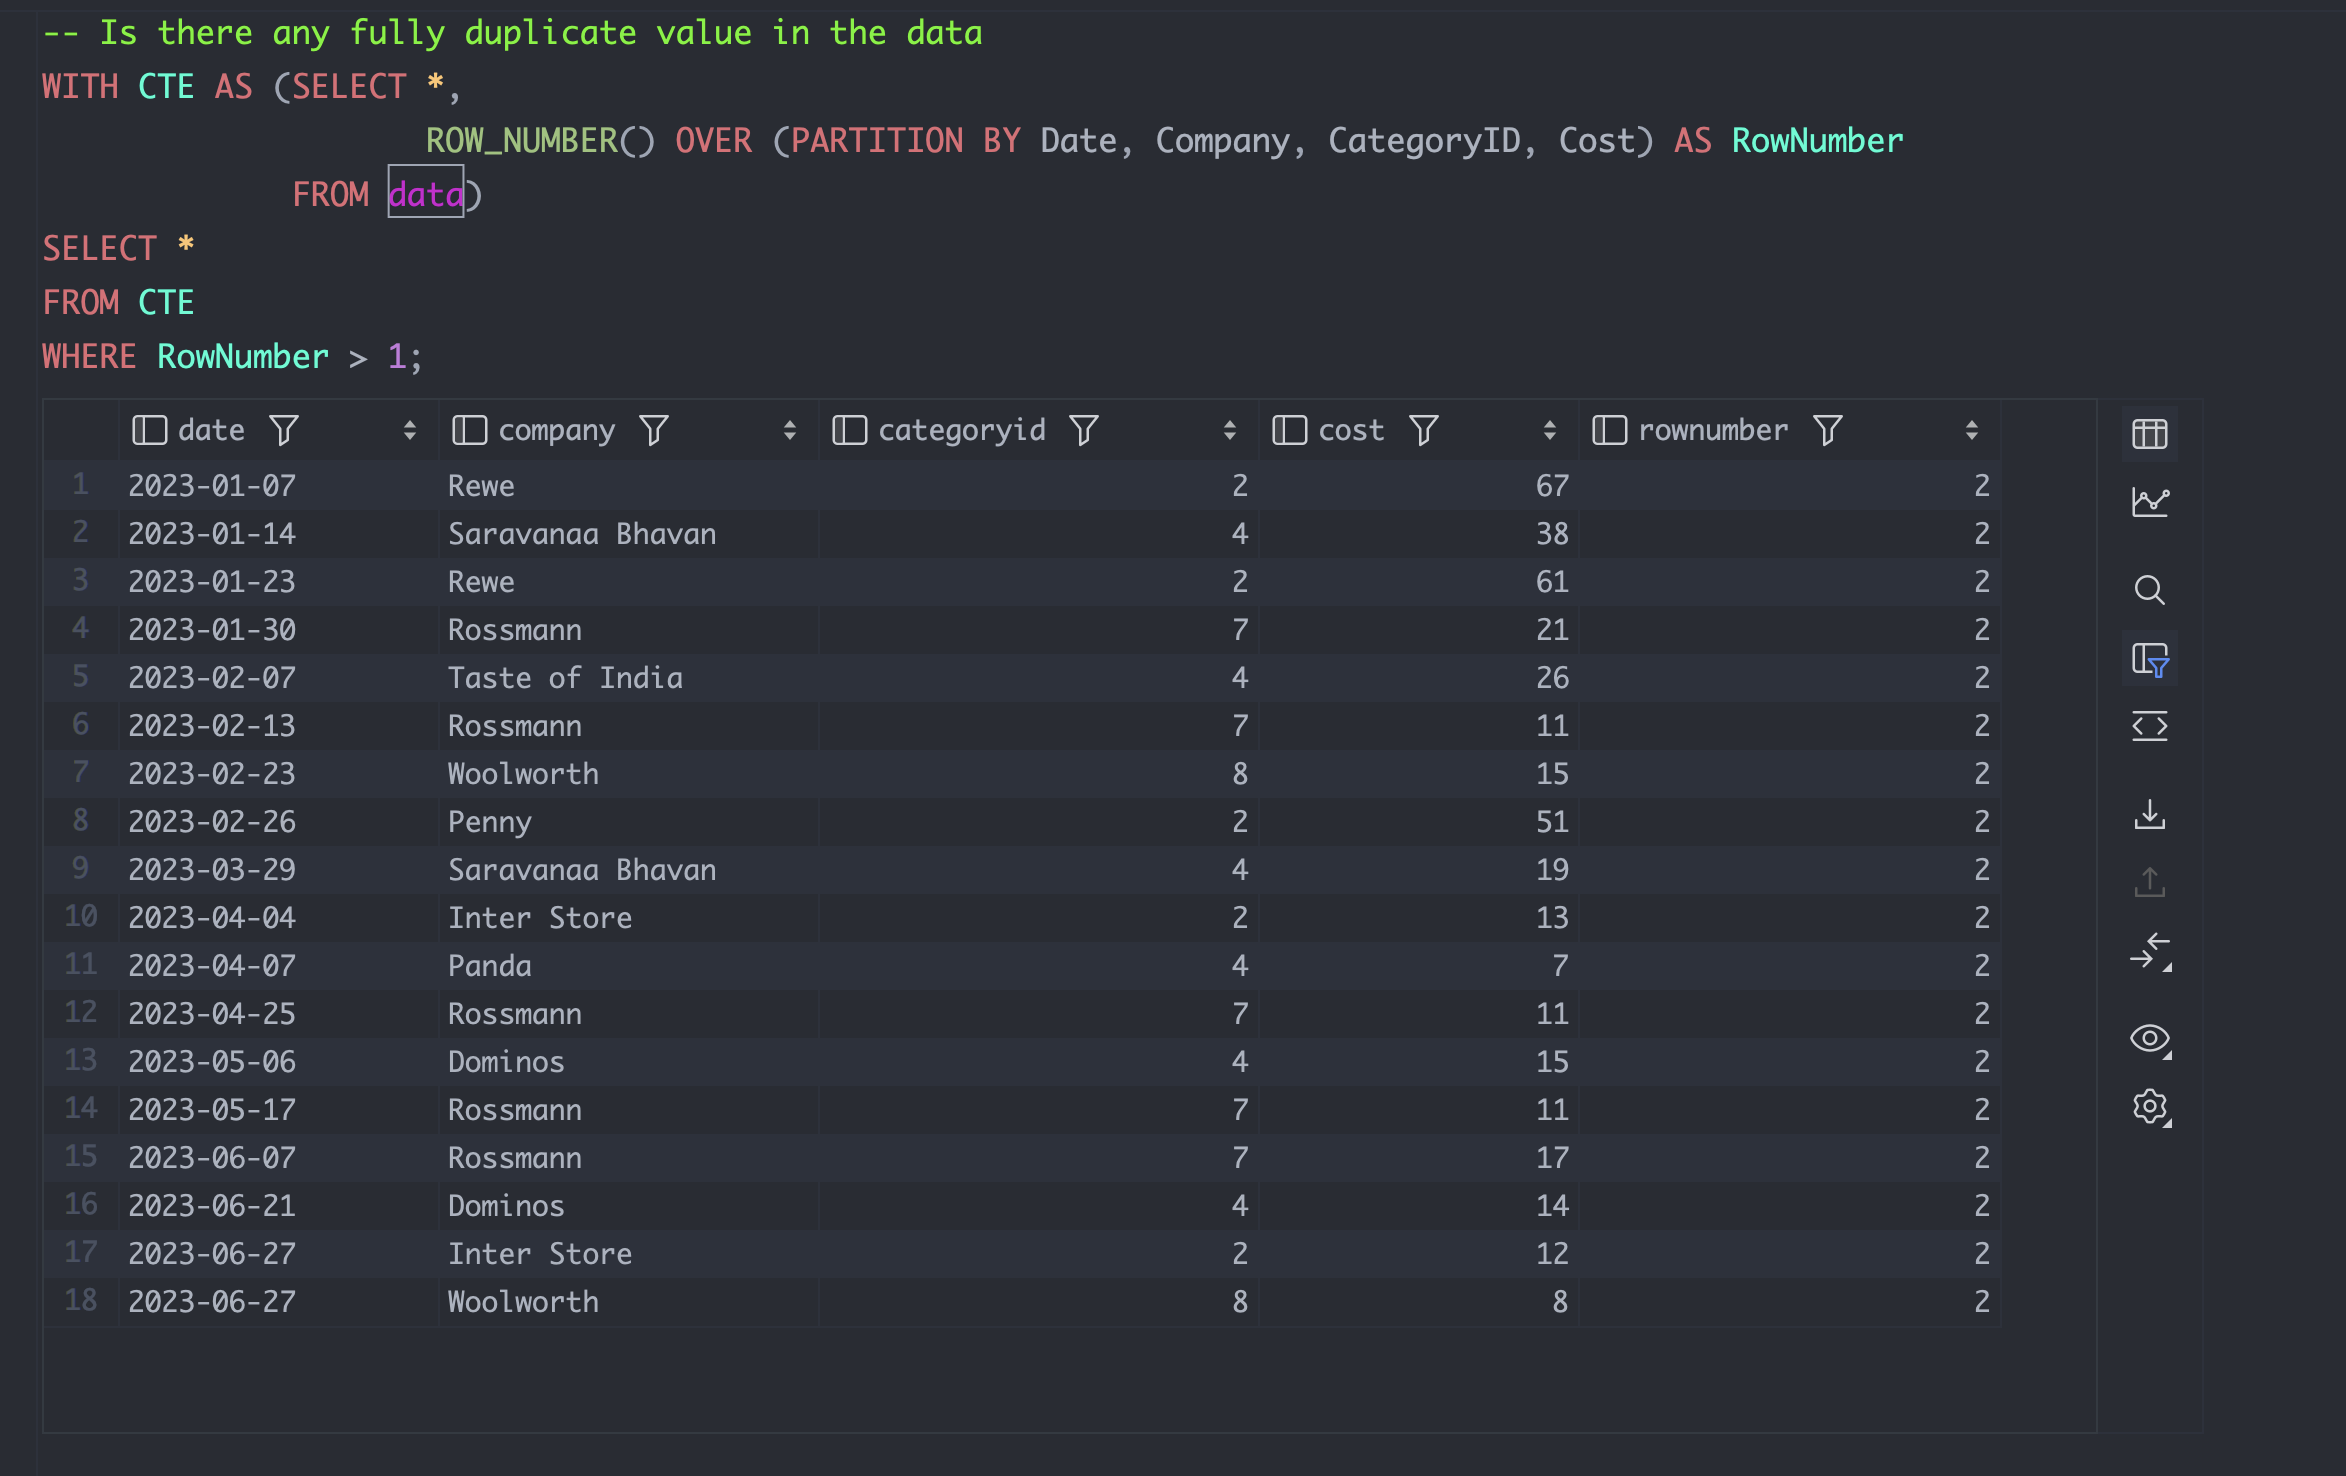 -- Is there any fully duplicate value in the data
WITH CTE AS (SELECT *,
ROW_NUMBER() OVER (PARTITION BY Date, Company, CategoryID, Cost) AS RowNumber
FROM data)
SELECT *
FROM CTE
WHERE RowNumber > 1;
date company categoryid cost rownumber
1 2023-01-07 Rewe 2 67 2
2 2023-01-14 Saravanaa Bhavan 4 38 2
3 2023-01-23 Rewe 2 61 2
4 2023-01-30 Rossmann 7 21 2
5 2023-02-07 Taste of India 4 26 2
6 2023-02-13 Rossmann 7 11 2
7 2023-02-23 Woolworth 8 15 2
8 2023-02-26 Penny 2 51 2
9 2023-03-29 Saravanaa Bhavan 4 19 2
10 2023-04-04 Inter Store 2 13 2
11 2023-04-07 Panda 4 7 2
12 2023-04-25 Rossmann 7 11 2
13 2023-05-06 Dominos 4 15 2
14 2023-05-17 Rossmann 7 11 2
15 2023-06-07 Rossmann 7 17 2
16 2023-06-21 Dominos 4 14 2
17 2023-06-27 Inter Store 2 12 2
18 2023-06-27 Woolworth 8 8 2